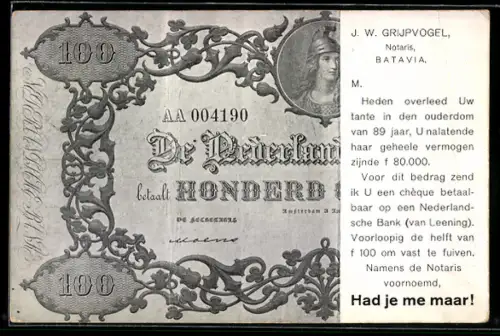 100
AA 004190
De Nederland
betaalt HONDERD G
Amsterdam
DE SECRETARIS
100
J. W. GRIJPVOGEL,
Notaris,
BATAVIA.
M.
Heden overleed Uw
tante in den ouderdom
van 89 jaar, U nalatende
haar geheele vermogen
zijnde f 80.000.
Voor dit bedrag zend
ik U een chèque betaal-
baar op een Nederland-
sche Bank (van Leening).
Voorloopig de helft van
f 100 om vast te fuiven.
Namens de Notaris
voornoemd,
Had je me maar!